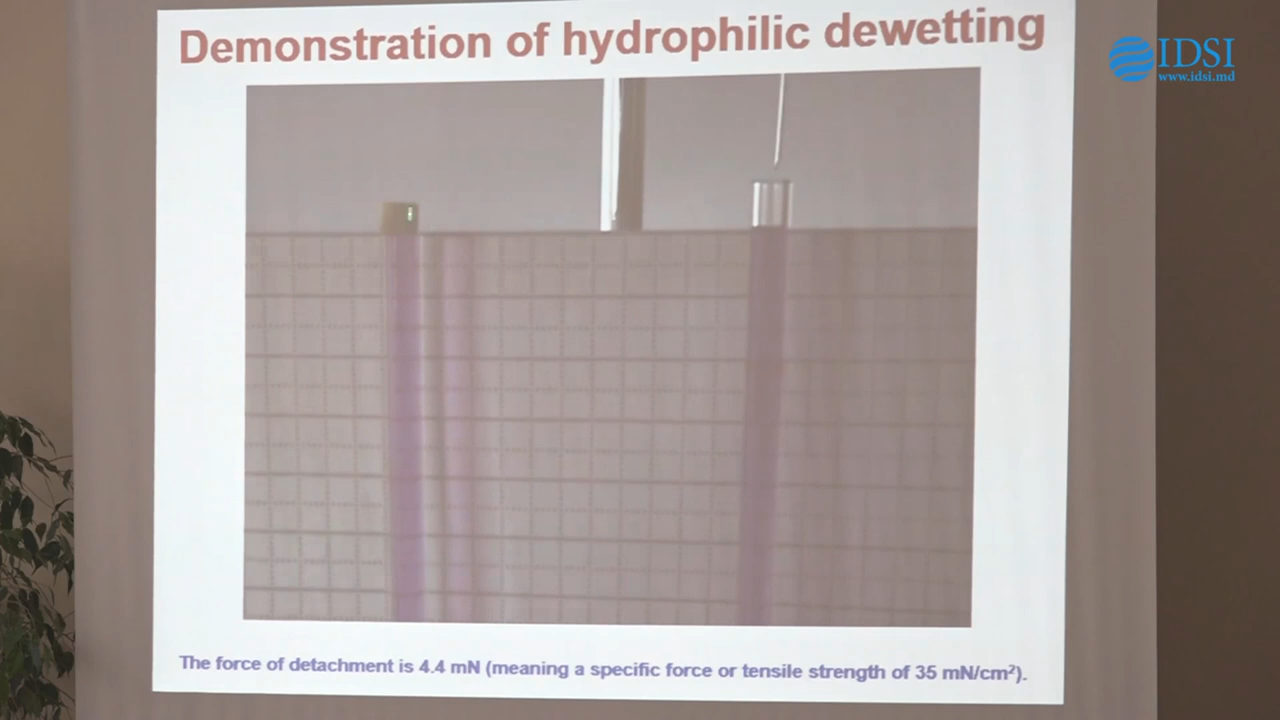 Demonstration of hydrophilic dewetting
IDSI
www.idsi.md
The force of detachment is 4.4 mN (meaning a specific force or tensile strength of 35 mN/cm²).